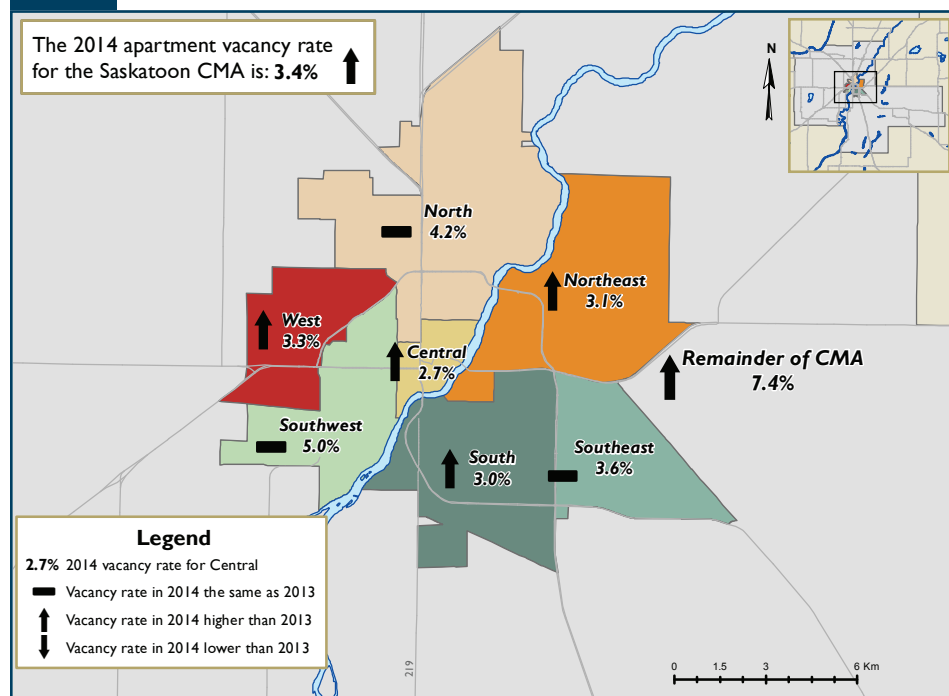 The 2014 apartment vacancy rate
for the Saskatoon CMA is: 3.4%
N
North
4.2%
Northeast
3.1%
West
3.3%
Central
2.7%
Remainder of CMA
7.4%
Southwest
5.0%
South
3.0%
Southeast
3.6%
Legend
2.7% 2014 vacancy rate for Central
Vacancy rate in 2014 the same as 2013
Vacancy rate in 2014 higher than 2013
Vacancy rate in 2014 lower than 2013
219
0 1.5 3 6 Km